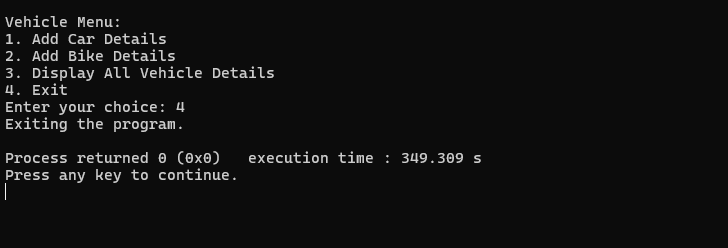 Vehicle Menu:
1. Add Car Details
2. Add Bike Details
3. Display All Vehicle Details
4. Exit
Enter your choice: 4
Exiting the program.
Process returned 0 (0x0)   execution time : 349.309 s
Press any key to continue.